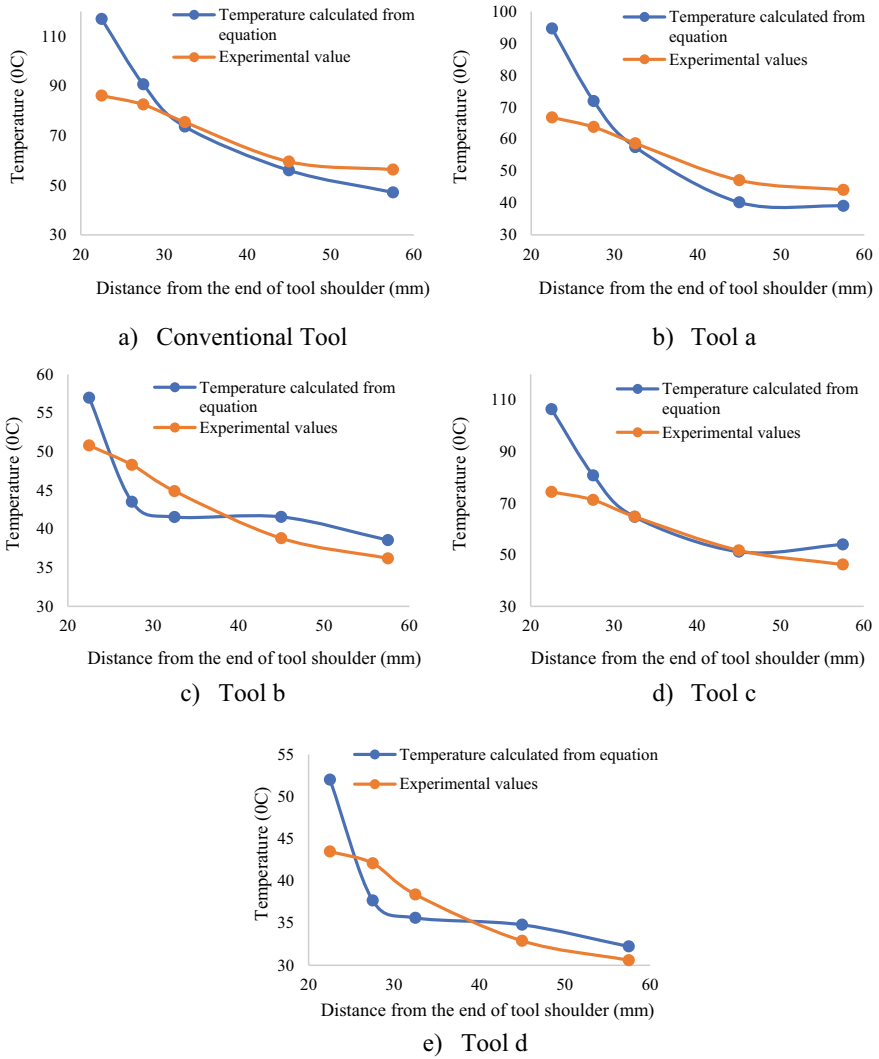 Temperature calculated from
equation
Experimental value
Temperature (0C)
110
90
70
50
30
20 30 40 50 60
Distance from the end of tool shoulder (mm)
a) Conventional Tool
Temperature calculated from
equation
Experimental values
Temperature (0C)
100
90
80
70
60
50
40
30
20 30 40 50 60
Distance from the end of tool shoulder (mm)
b) Tool a
Temperature calculated from
equation
Experimental values
Temperature (0C)
60
55
50
45
40
35
30
20 30 40 50 60
Distance from the end of tool shoulder (mm)
c) Tool b
Temperature calculated from
equation
Experimental values
Temperature (0C)
110
90
70
50
30
20 30 40 50 60
Distance from the end of tool shoulder (mm)
d) Tool c
Temperature calculated from equation
Experimental values
Temperature (0C)
55
50
45
40
35
30
20 30 40 50 60
Distance from the end of tool shoulder (mm)
e) Tool d